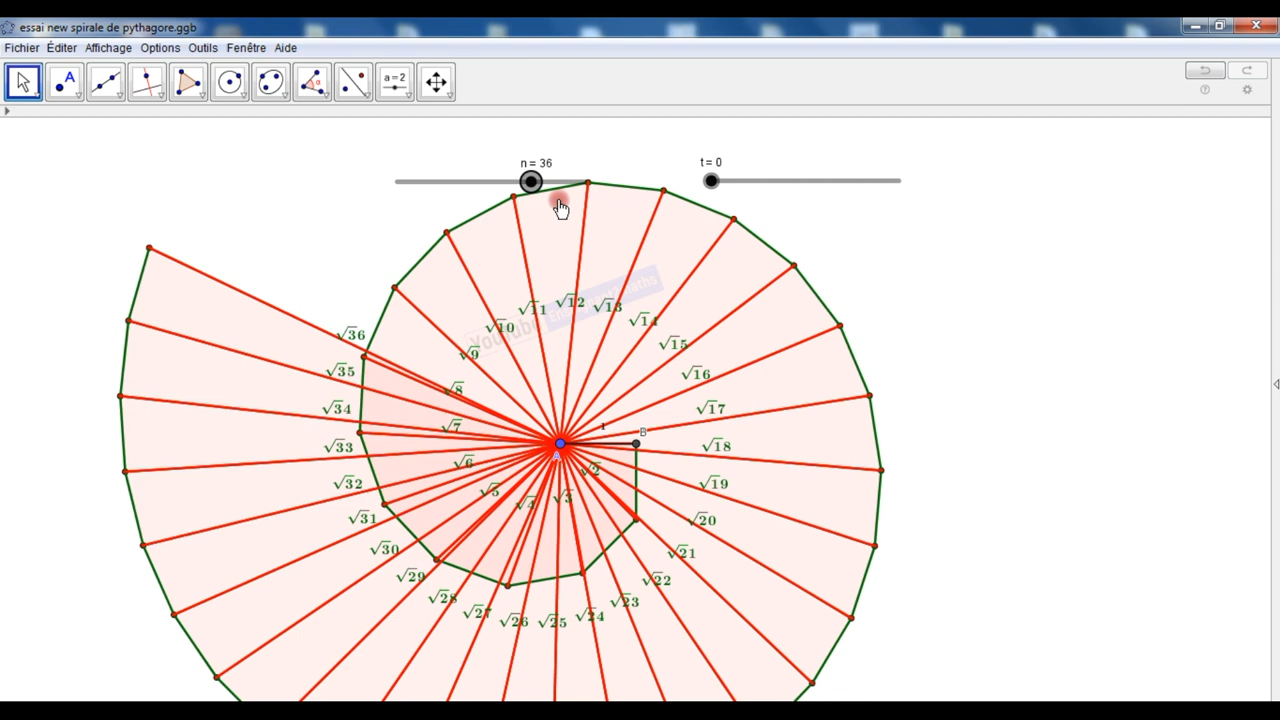 essai new spirale de pythagore.ggb
Fichier Éditer Affichage Options Outils Fenêtre Aide
A
α
a = 2
n = 36
t = 0
√11 √12 √13
√10 √14
√36 √9 √15
√35 √8 √16
√34 √7 √17
1
B
A
√33 √6 √2 √18
√32 √5 √4 √3 √19
√31 √20
√30 √21
√29 √22
√28 √23
√27 √26 √25 √24
Youtube